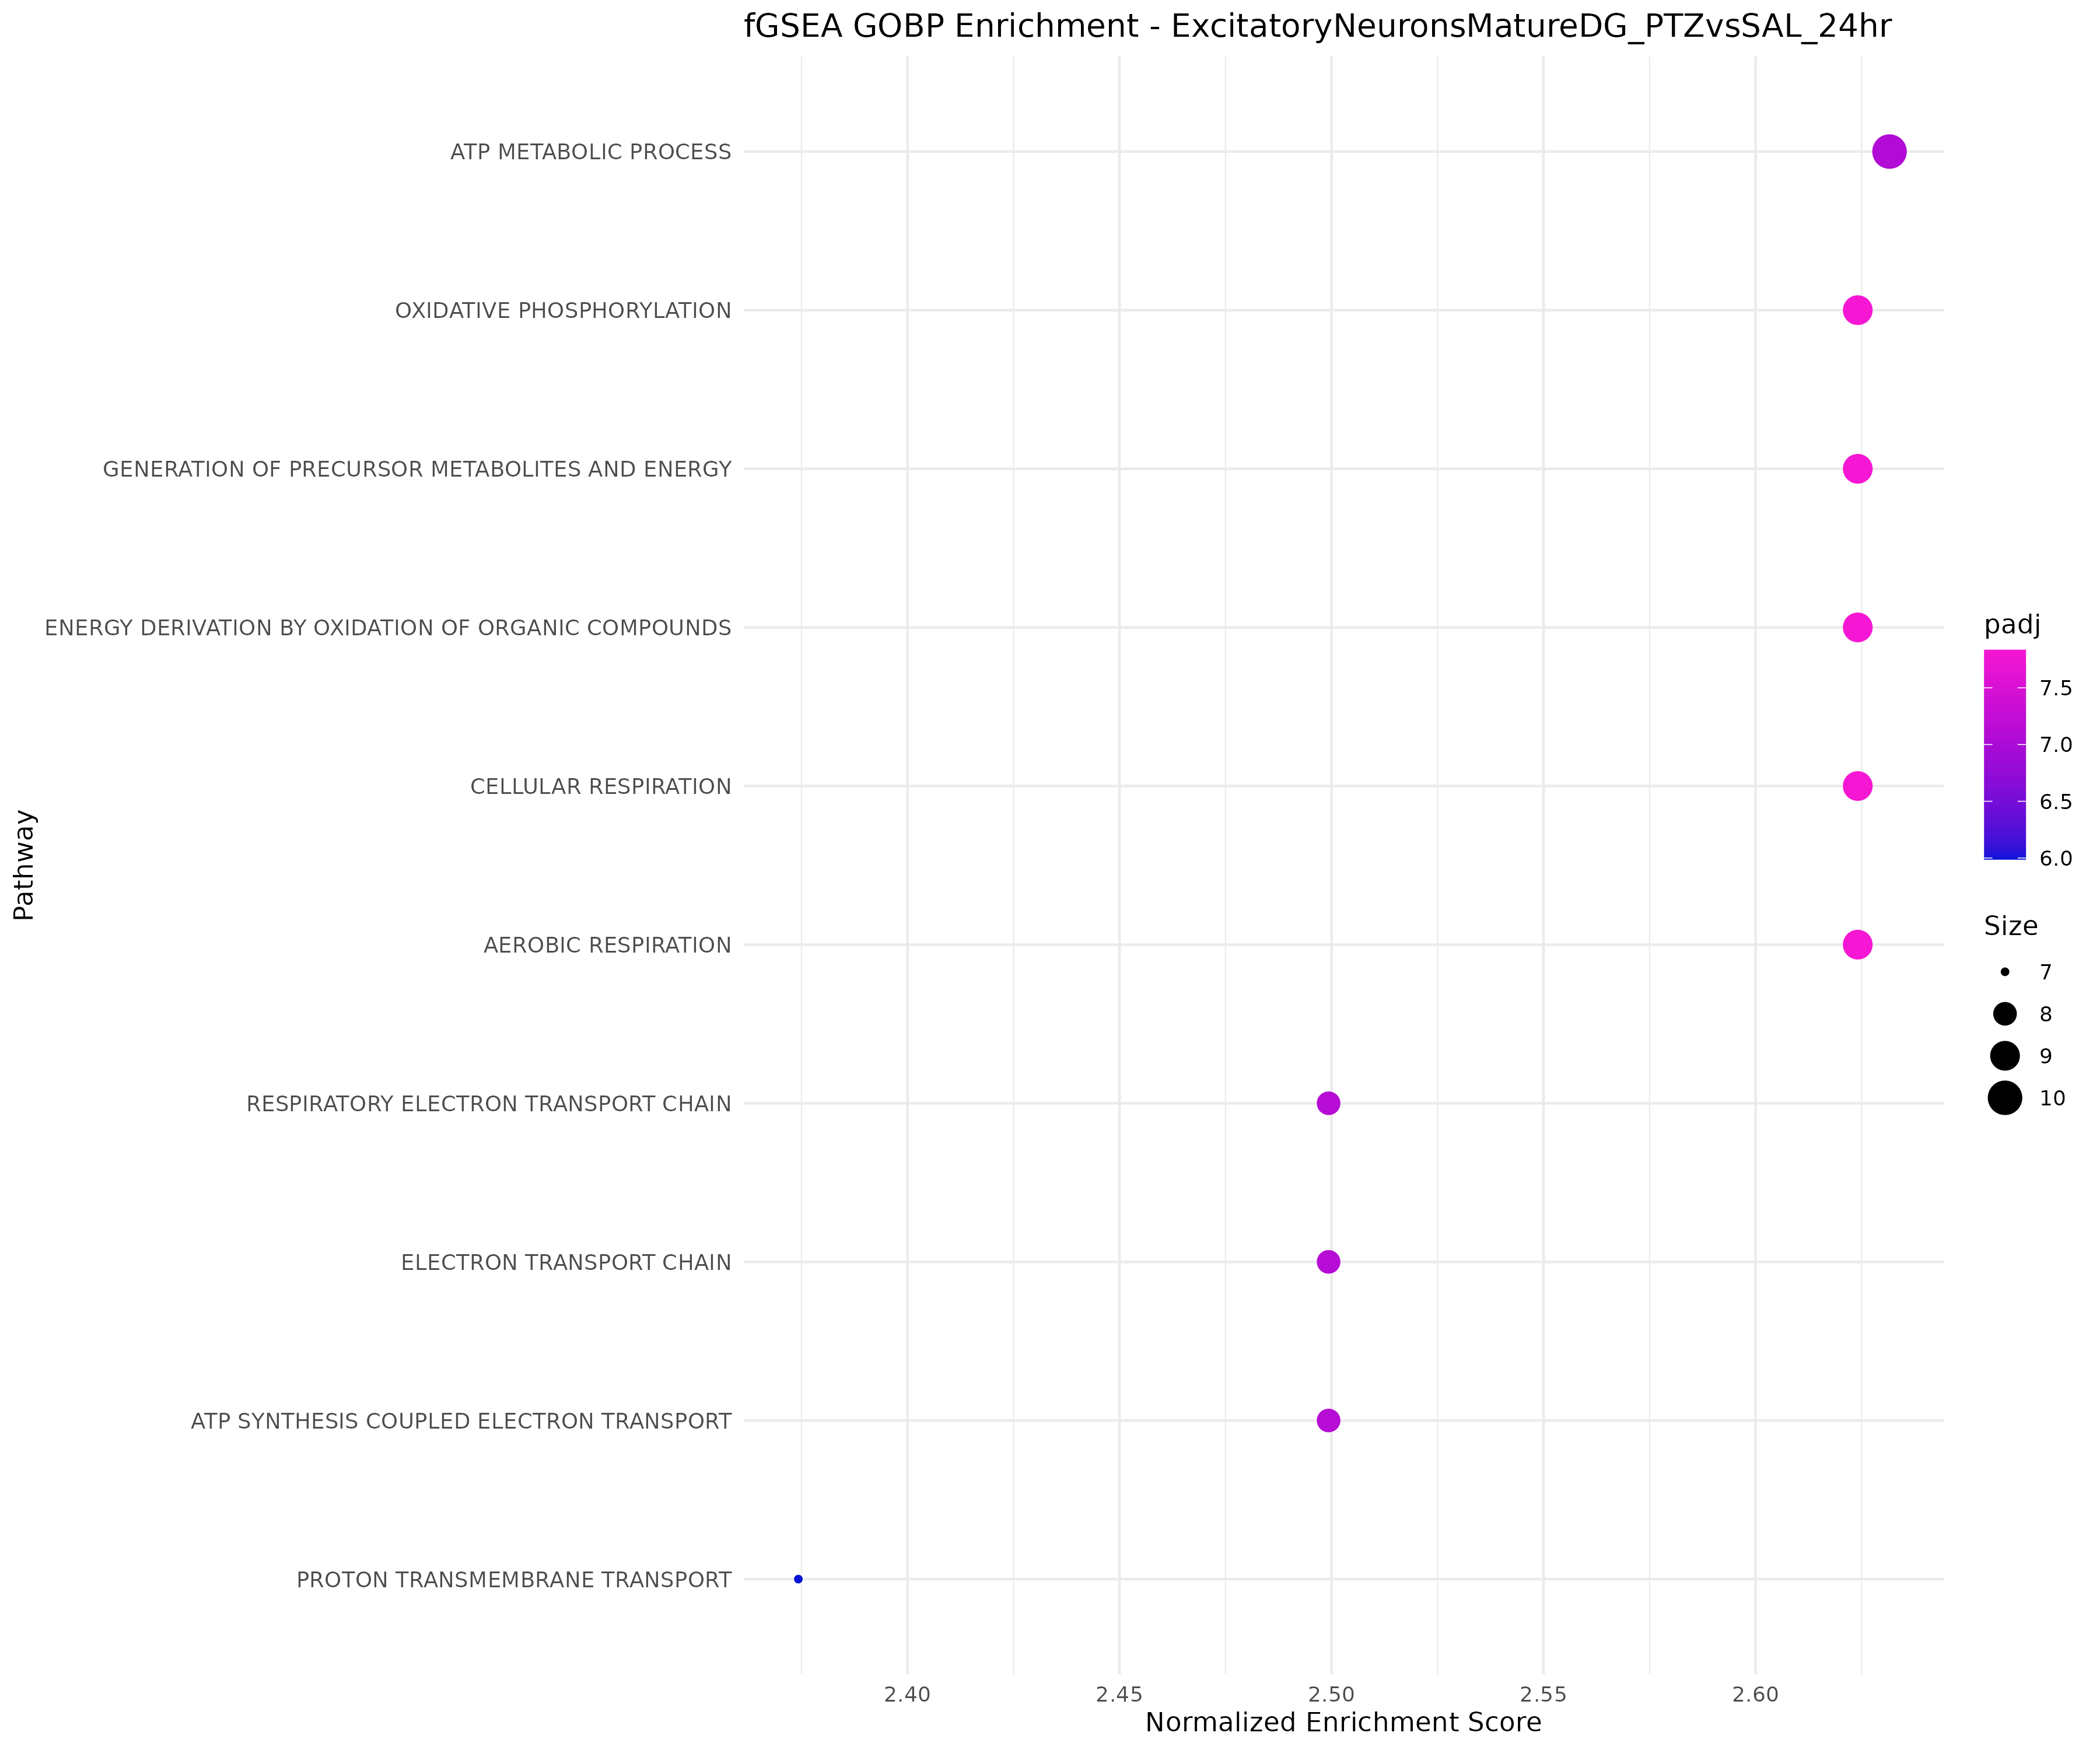 fGSEA GOBP Enrichment - ExcitatoryNeuronsMatureDG_PTZvsSAL_24hr
Pathway
ATP METABOLIC PROCESS
OXIDATIVE PHOSPHORYLATION
GENERATION OF PRECURSOR METABOLITES AND ENERGY
ENERGY DERIVATION BY OXIDATION OF ORGANIC COMPOUNDS
CELLULAR RESPIRATION
AEROBIC RESPIRATION
RESPIRATORY ELECTRON TRANSPORT CHAIN
ELECTRON TRANSPORT CHAIN
ATP SYNTHESIS COUPLED ELECTRON TRANSPORT
PROTON TRANSMEMBRANE TRANSPORT
2.40 2.45 2.50 2.55 2.60
Normalized Enrichment Score
padj
7.5
7.0
6.5
6.0
Size
7
8
9
10